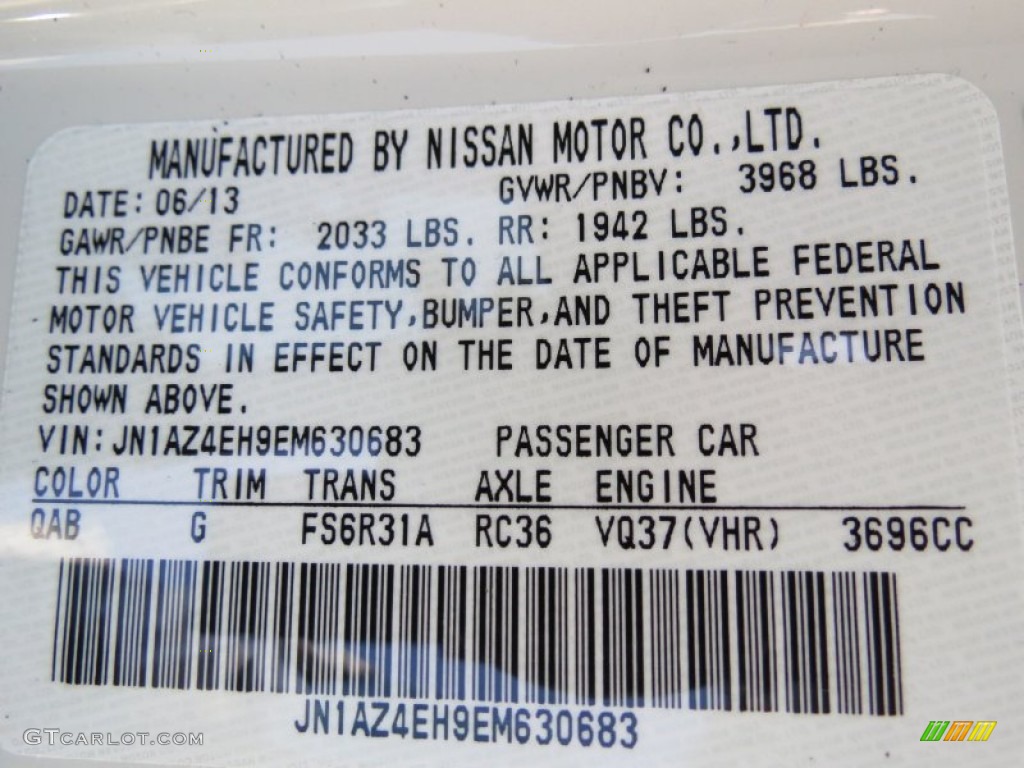 MANUFACTURED BY NISSAN MOTOR CO.,LTD.
DATE: 06/13 GVWR/PNBV: 3968 LBS.
GAWR/PNBE FR: 2033 LBS. RR: 1942 LBS.
THIS VEHICLE CONFORMS TO ALL APPLICABLE FEDERAL
MOTOR VEHICLE SAFETY,BUMPER,AND THEFT PREVENTION
STANDARDS IN EFFECT ON THE DATE OF MANUFACTURE
SHOWN ABOVE.
VIN:JN1AZ4EH9EM630683 PASSENGER CAR
COLOR TRIM TRANS AXLE ENGINE
QAB G FS6R31A RC36 VQ37(VHR) 3696CC
JN1AZ4EH9EM630683
GTCARLOT.COM